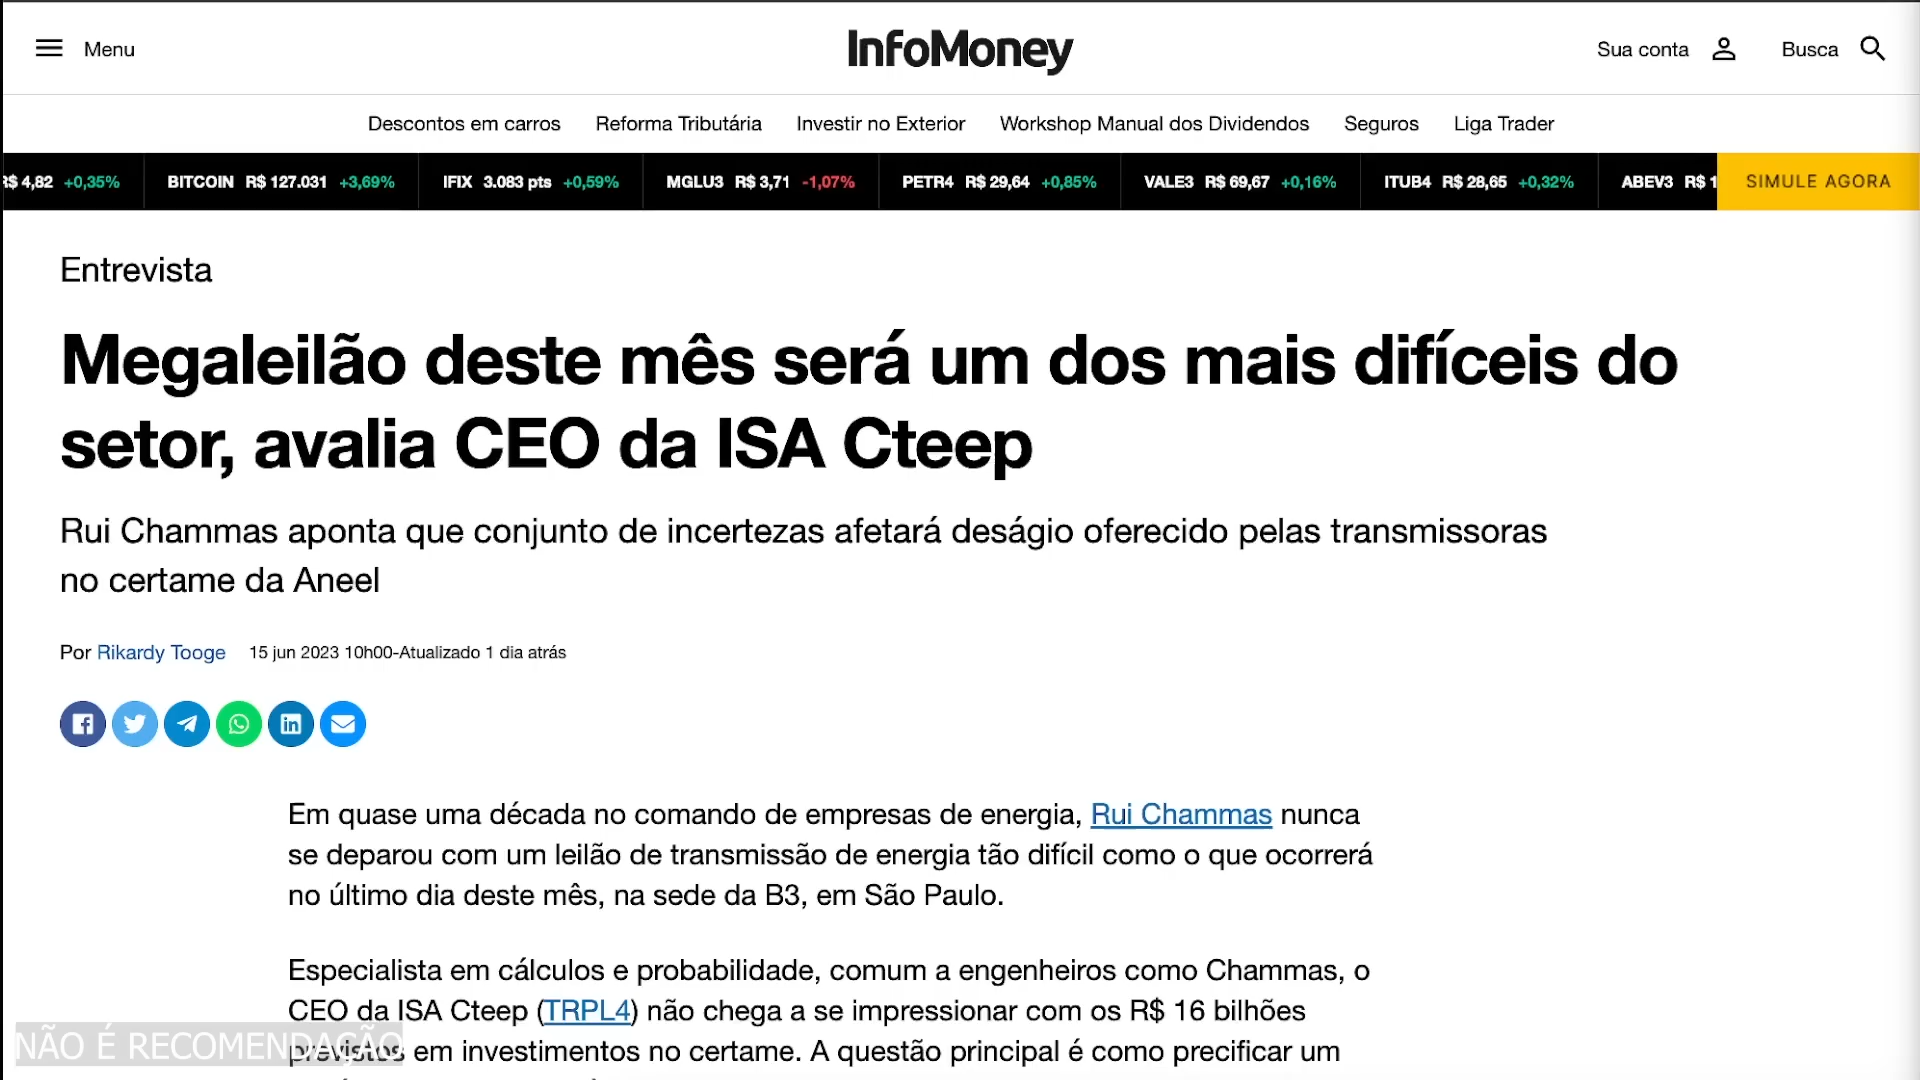 Menu
InfoMoney
Sua conta
Busca
Descontos em carros Reforma Tributária Investir no Exterior Workshop Manual dos Dividendos Seguros Liga Trader
R$ 4,82 +0,35% BITCOIN R$ 127.031 +3,69% IFIX 3.083 pts +0,59% MGLU3 R$ 3,71 -1,07% PETR4 R$ 29,64 +0,85% VALE3 R$ 69,67 +0,16% ITUB4 R$ 28,65 +0,32% ABEV3 R$ 1 SIMULE AGORA
Entrevista
Megaleilão deste mês será um dos mais difíceis do
setor, avalia CEO da ISA Cteep
Rui Chammas aponta que conjunto de incertezas afetará deságio oferecido pelas transmissoras
no certame da Aneel
Por Rikardy Tooge 15 jun 2023 10h00-Atualizado 1 dia atrás
Em quase uma década no comando de empresas de energia, Rui Chammas nunca
se deparou com um leilão de transmissão de energia tão difícil como o que ocorrerá
no último dia deste mês, na sede da B3, em São Paulo.
Especialista em cálculos e probabilidade, comum a engenheiros como Chammas, o
CEO da ISA Cteep (TRPL4) não chega a se impressionar com os R$ 16 bilhões
previstos em investimentos no certame. A questão principal é como precificar um
NÃO É RECOMENDAÇÃO